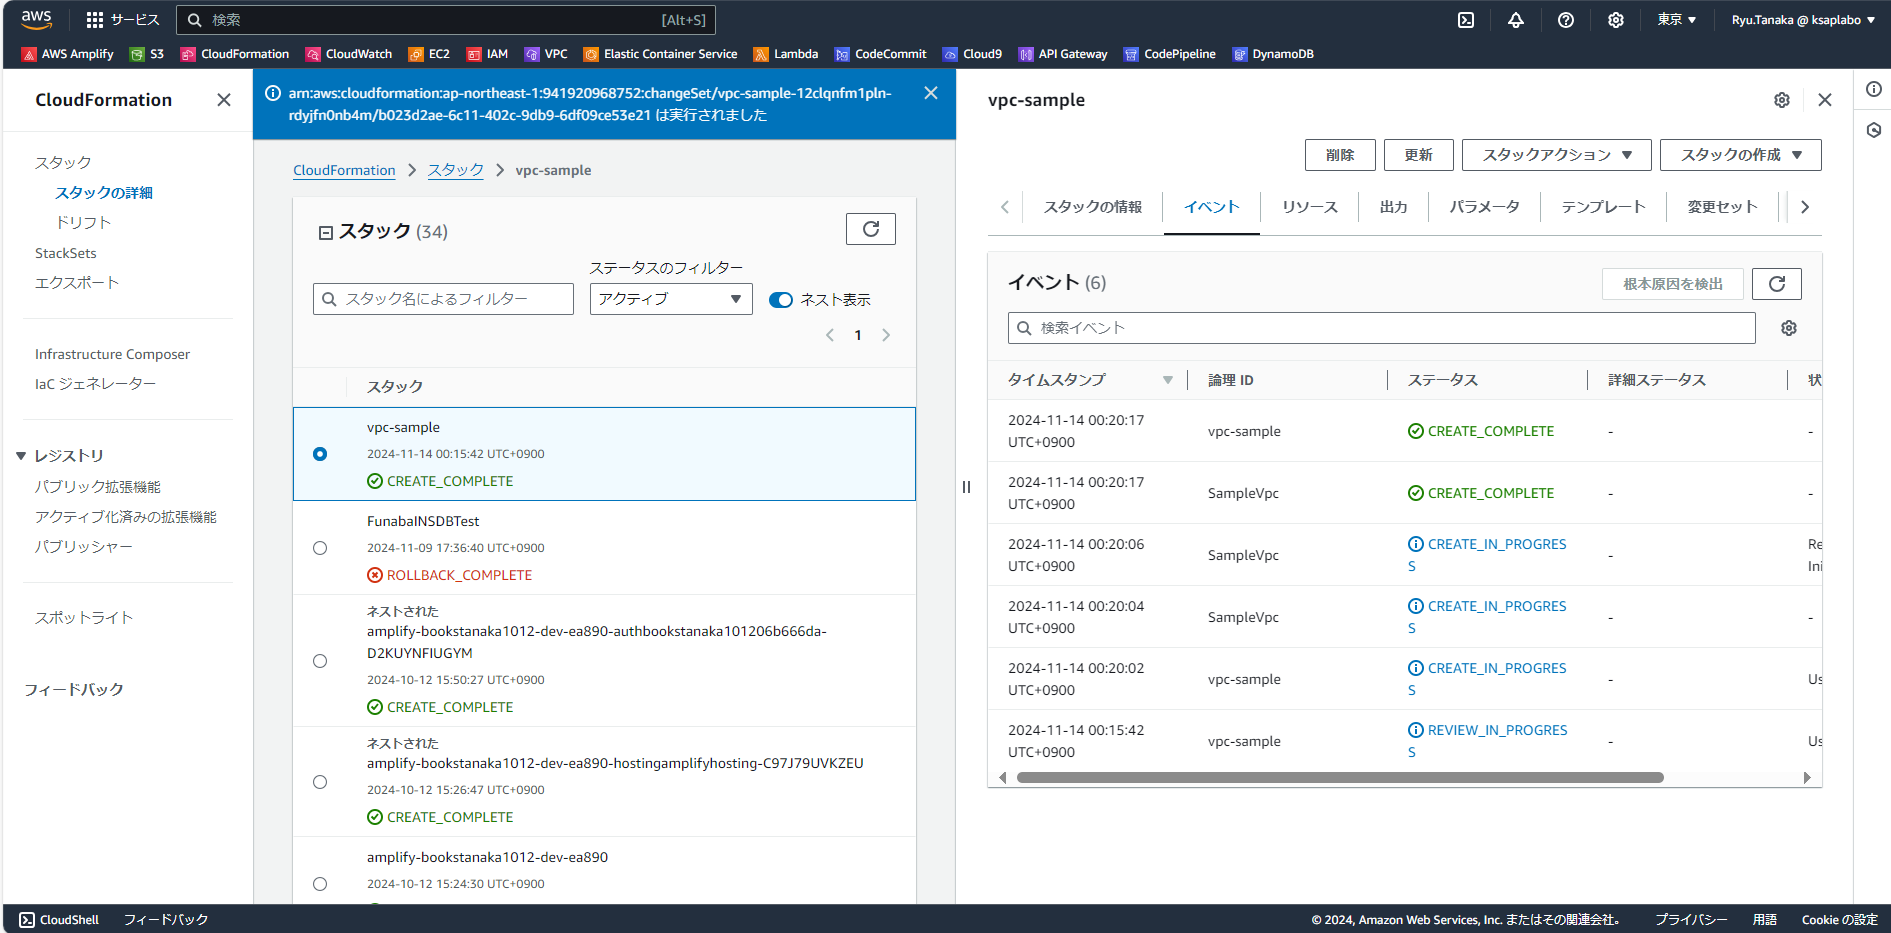 aws
サービス
検索
[Alt+S]
東京 ▼
Ryu.Tanaka @ ksaplabo ▼
AWS Amplify
S3
CloudFormation
CloudWatch
EC2
IAM
VPC
Elastic Container Service
Lambda
CodeCommit
Cloud9
API Gateway
CodePipeline
DynamoDB
CloudFormation
スタック
スタックの詳細
ドリフト
StackSets
エクスポート
Infrastructure Composer
IaC ジェネレーター
▼ レジストリ
パブリック拡張機能
アクティブ化済みの拡張機能
パブリッシャー
スポットライト
フィードバック
arn:aws:cloudformation:ap-northeast-1:941920968752:changeSet/vpc-sample-12clqnfm1pln-
rdyjfn0nb4m/b023d2ae-6c11-402c-9db9-6df09ce53e21 は実行されました
CloudFormation > スタック > vpc-sample
スタック (34)
ステータスのフィルター
スタック名によるフィルター
アクティブ
ネスト表示
1
スタック
vpc-sample
2024-11-14 00:15:42 UTC+0900
CREATE_COMPLETE
FunabaINSDBTest
2024-11-09 17:36:40 UTC+0900
ROLLBACK_COMPLETE
ネストされた
amplify-bookstanaka1012-dev-ea890-authbookstanaka101206b666da-
D2KUYNFIUGYM
2024-10-12 15:50:27 UTC+0900
CREATE_COMPLETE
ネストされた
amplify-bookstanaka1012-dev-ea890-hostingamplifyhosting-C97J79UVKZEU
2024-10-12 15:26:47 UTC+0900
CREATE_COMPLETE
amplify-bookstanaka1012-dev-ea890
2024-10-12 15:24:30 UTC+0900
vpc-sample
削除
更新
スタックアクション ▼
スタックの作成 ▼
スタックの情報
イベント
リソース
出力
パラメータ
テンプレート
変更セット
イベント (6)
根本原因を検出
検索イベント
タイムスタンプ
論理 ID
ステータス
詳細ステータス
状
2024-11-14 00:20:17
UTC+0900
vpc-sample
CREATE_COMPLETE
-
-
2024-11-14 00:20:17
UTC+0900
SampleVpc
CREATE_COMPLETE
-
-
2024-11-14 00:20:06
UTC+0900
SampleVpc
CREATE_IN_PROGRES
S
-
Re
Ini
2024-11-14 00:20:04
UTC+0900
SampleVpc
CREATE_IN_PROGRES
S
-
-
2024-11-14 00:20:02
UTC+0900
vpc-sample
CREATE_IN_PROGRES
S
-
Us
2024-11-14 00:15:42
UTC+0900
vpc-sample
REVIEW_IN_PROGRES
S
-
Us
CloudShell
フィードバック
© 2024, Amazon Web Services, Inc. またはその関連会社。
プライバシー
用語
Cookie の設定